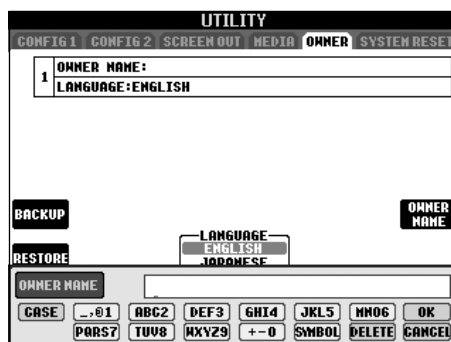 UTILITY
CONFIG 1 CONFIG 2 SCREEN OUT MEDIA OWNER SYSTEM RESET
1 OWNER NAME:
LANGUAGE:ENGLISH
BACKUP
OWNER NAME
LANGUAGE
ENGLISH
RESTORE
JAPANESE
OWNER NAME
CASE _,@1 ABC2 DEF3 GHI4 JKL5 MNO6 OK
PQRS7 TUV8 WXYZ9 +-0 SYMBOL DELETE CANCEL